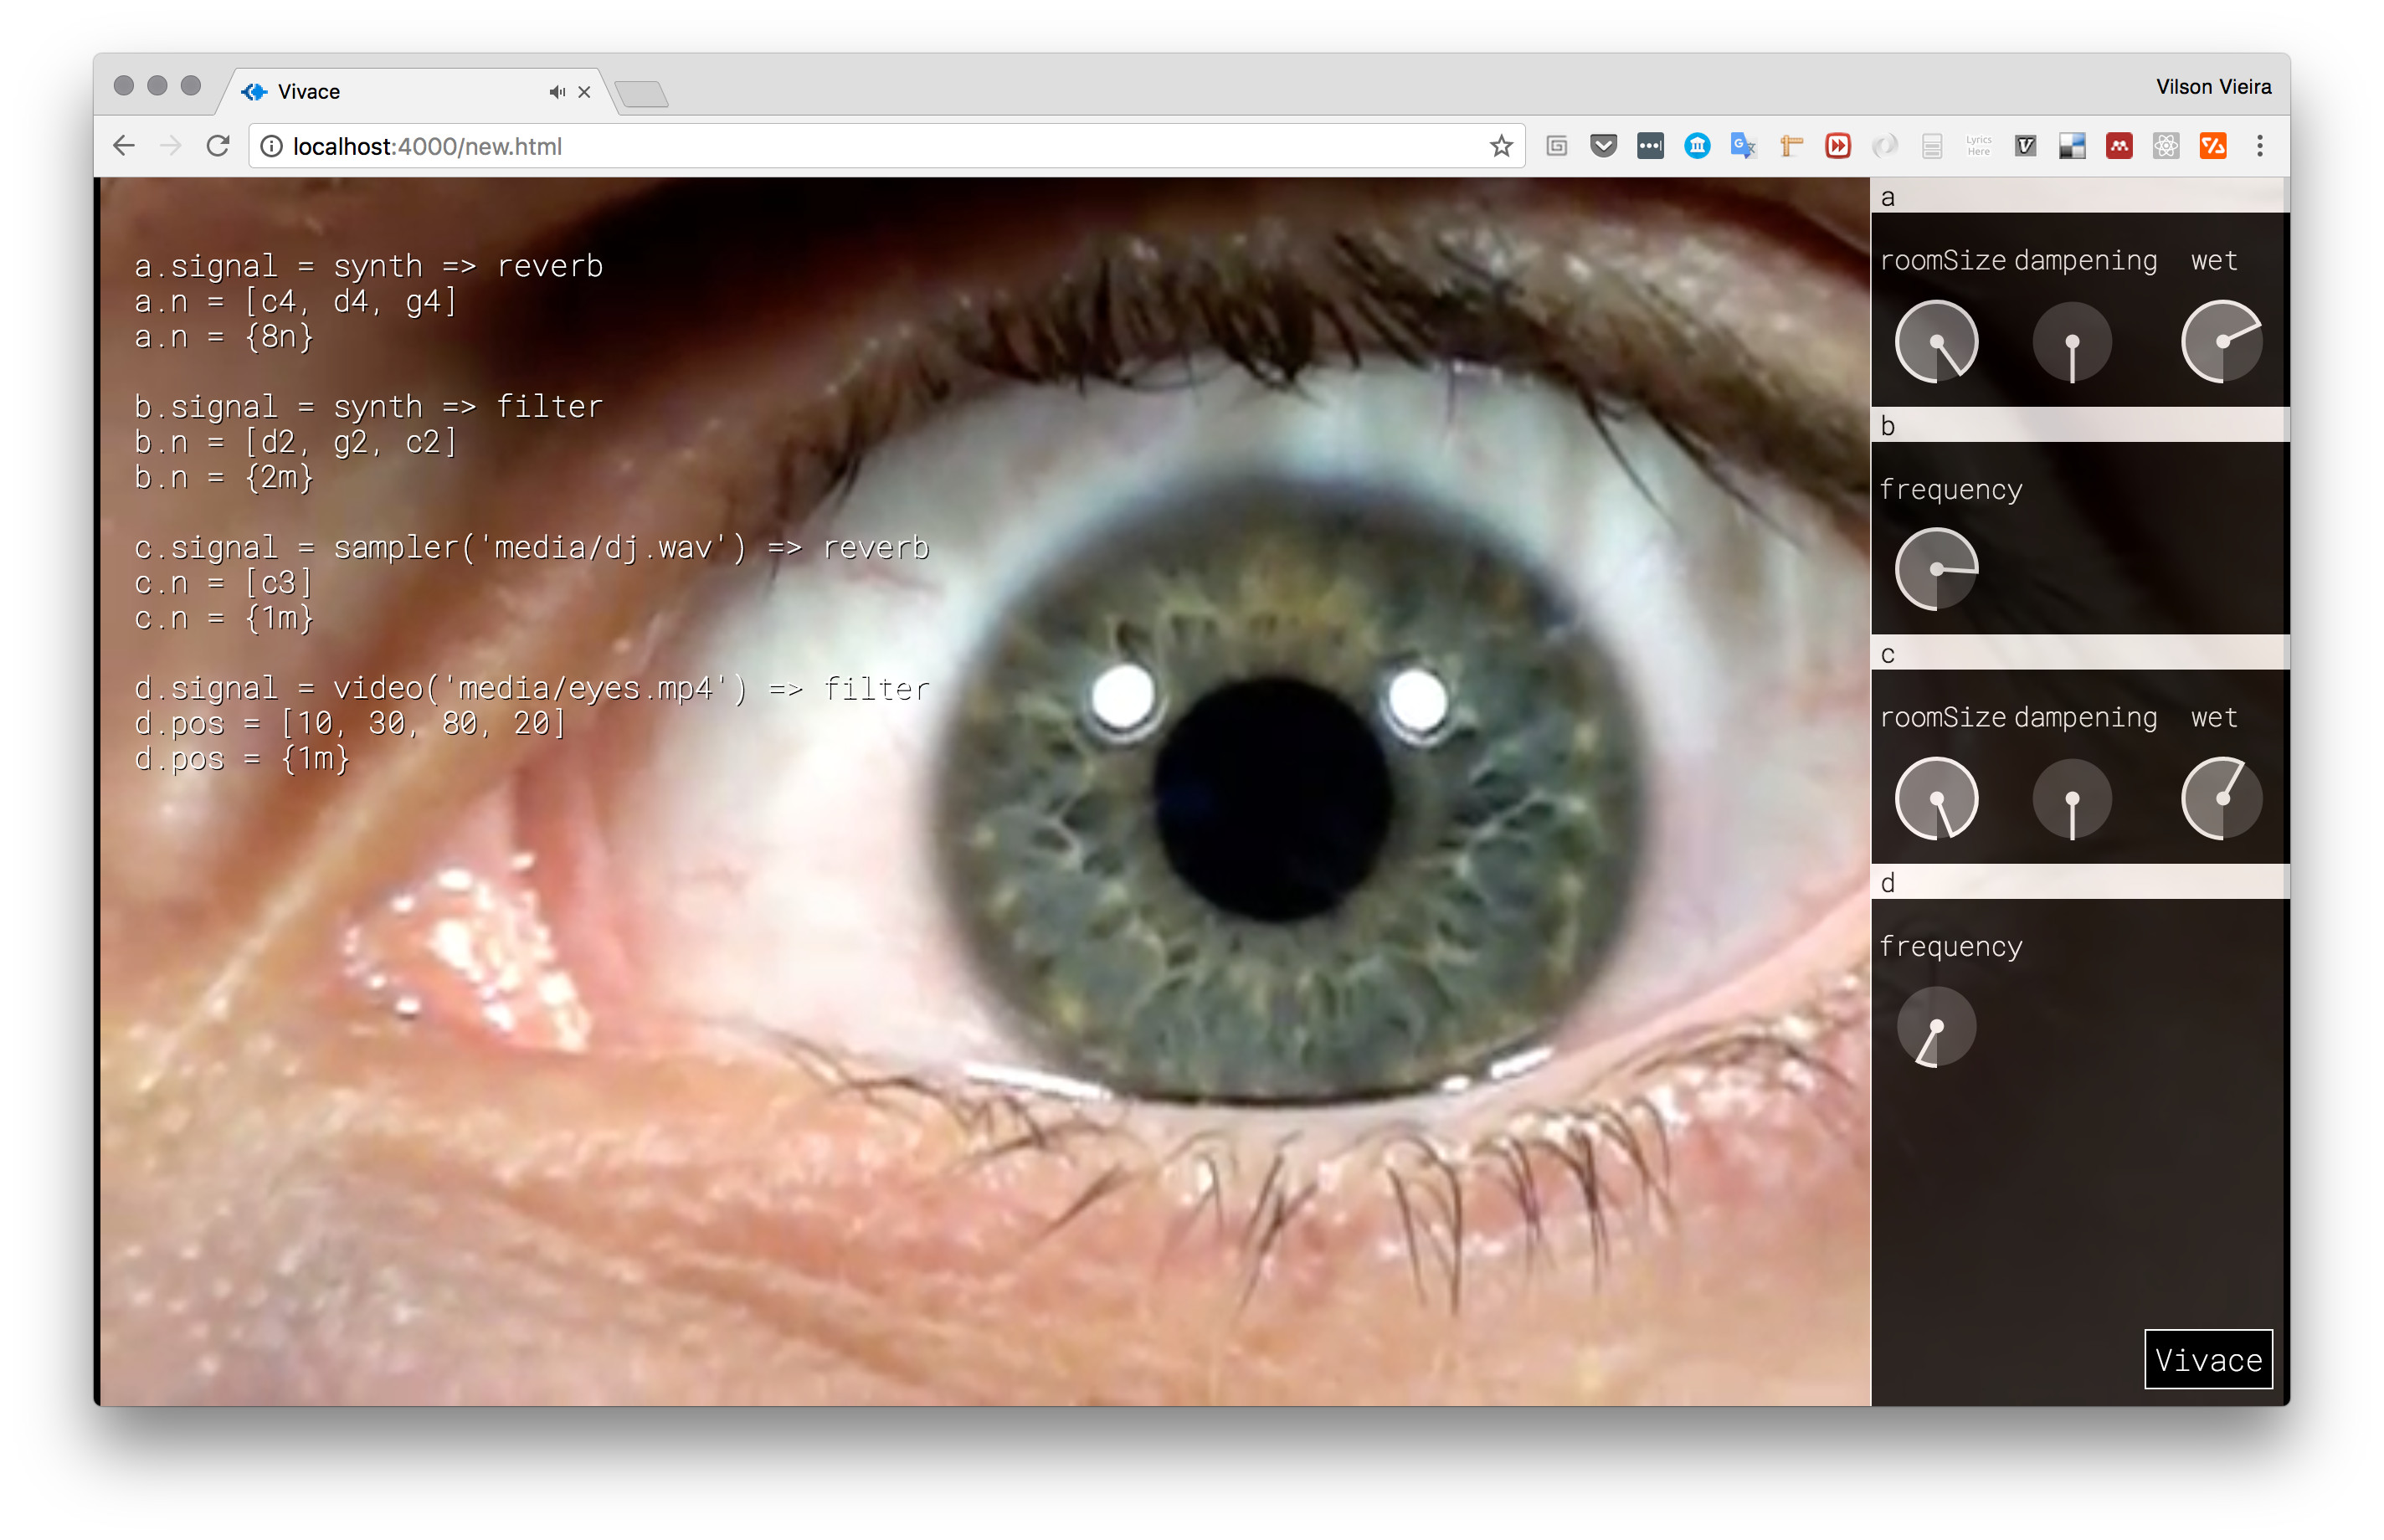 Vivace
Vilson Vieira
localhost:4000/new.html
Lyrics
Here
a.signal = synth => reverb
a.n = [c4, d4, g4]
a.n = {8n}
b.signal = synth => filter
b.n = [d2, g2, c2]
b.n = {2m}
c.signal = sampler('media/dj.wav') => reverb
c.n = [c3]
c.n = {1m}
d.signal = video('media/eyes.mp4') => filter
d.pos = [10, 30, 80, 20]
d.pos = {1m}
a
roomSize dampening wet
b
frequency
c
roomSize dampening wet
d
frequency
Vivace